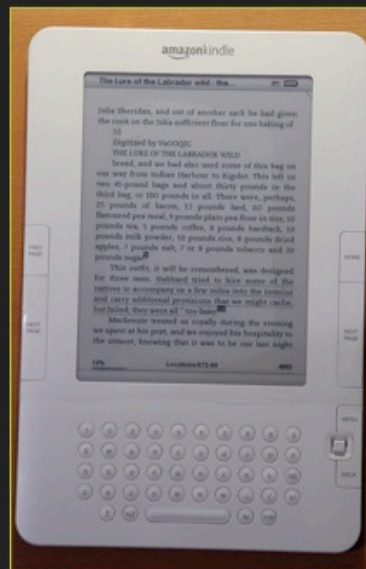 amazonkindle
The Lure of the Labrador wild : the...
Julia Sheridan, and out of another sack he had given
the cook on the Julia sufficient flour for one baking of
53
Digitized by
THE LURE OF THE LABRADOR WILD
bread, and we had also used some of this bag on
our way from Indian Harbour to Rigolet. This left us
two 45-pound bags and about thirty pounds in the
third bag, or 120 pounds in all. There were, perhaps,
25 pounds of bacon, 13 pounds lard, 20 pounds
flavoured pea meal, 9 pounds plain pea flour in tins, 10
pounds tea, 5 pounds coffee, 8 pounds hardtack, 10
pounds milk powder, 10 pounds rice, 8 pounds dried
apples, 7 pounds salt, 7 or 8 pounds tobacco and 30
pounds sugar
This outfit, it will be remembered, was designed
for three men. Hubbard tried to hire some of the
natives to accompany us a few miles into the interior
and carry additional provisions that we might cache,
but failed; they were all " too busy
Mackenzie treated us royally during the evening
we spent at his post, and we enjoyed his hospitality to
the utmost, knowing that it was to be our last night
Locations
PREV
PAGE
NEXT
PAGE
HOME
NEXT
PAGE
MENU
BACK